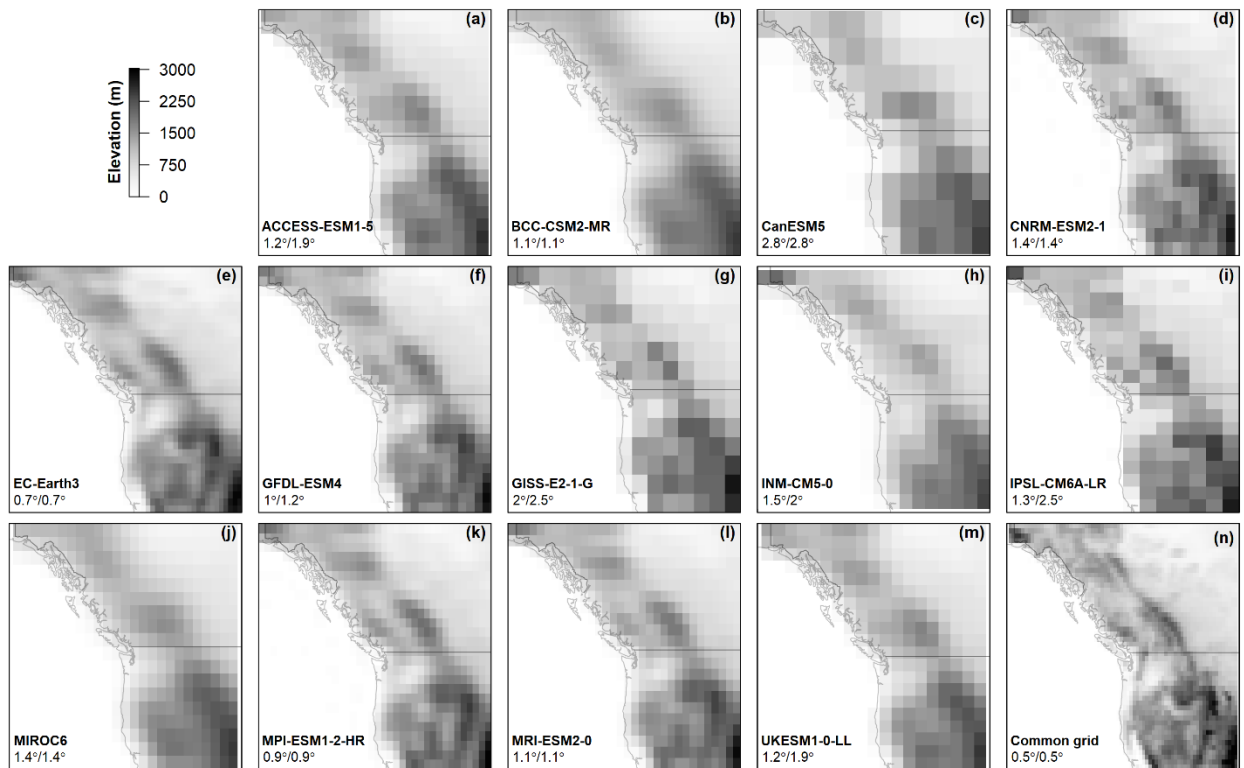 Elevation (m)
3000
2250
1500
750
0
(a)
ACCESS-ESM1-5
1.2°/1.9°
(b)
BCC-CSM2-MR
1.1°/1.1°
(c)
CanESM5
2.8°/2.8°
(d)
CNRM-ESM2-1
1.4°/1.4°
(e)
EC-Earth3
0.7°/0.7°
(f)
GFDL-ESM4
1°/1.2°
(g)
GISS-E2-1-G
2°/2.5°
(h)
INM-CM5-0
1.5°/2°
(i)
IPSL-CM6A-LR
1.3°/2.5°
(j)
MIROC6
1.4°/1.4°
(k)
MPI-ESM1-2-HR
0.9°/0.9°
(l)
MRI-ESM2-0
1.1°/1.1°
(m)
UKESM1-0-LL
1.2°/1.9°
(n)
Common grid
0.5°/0.5°